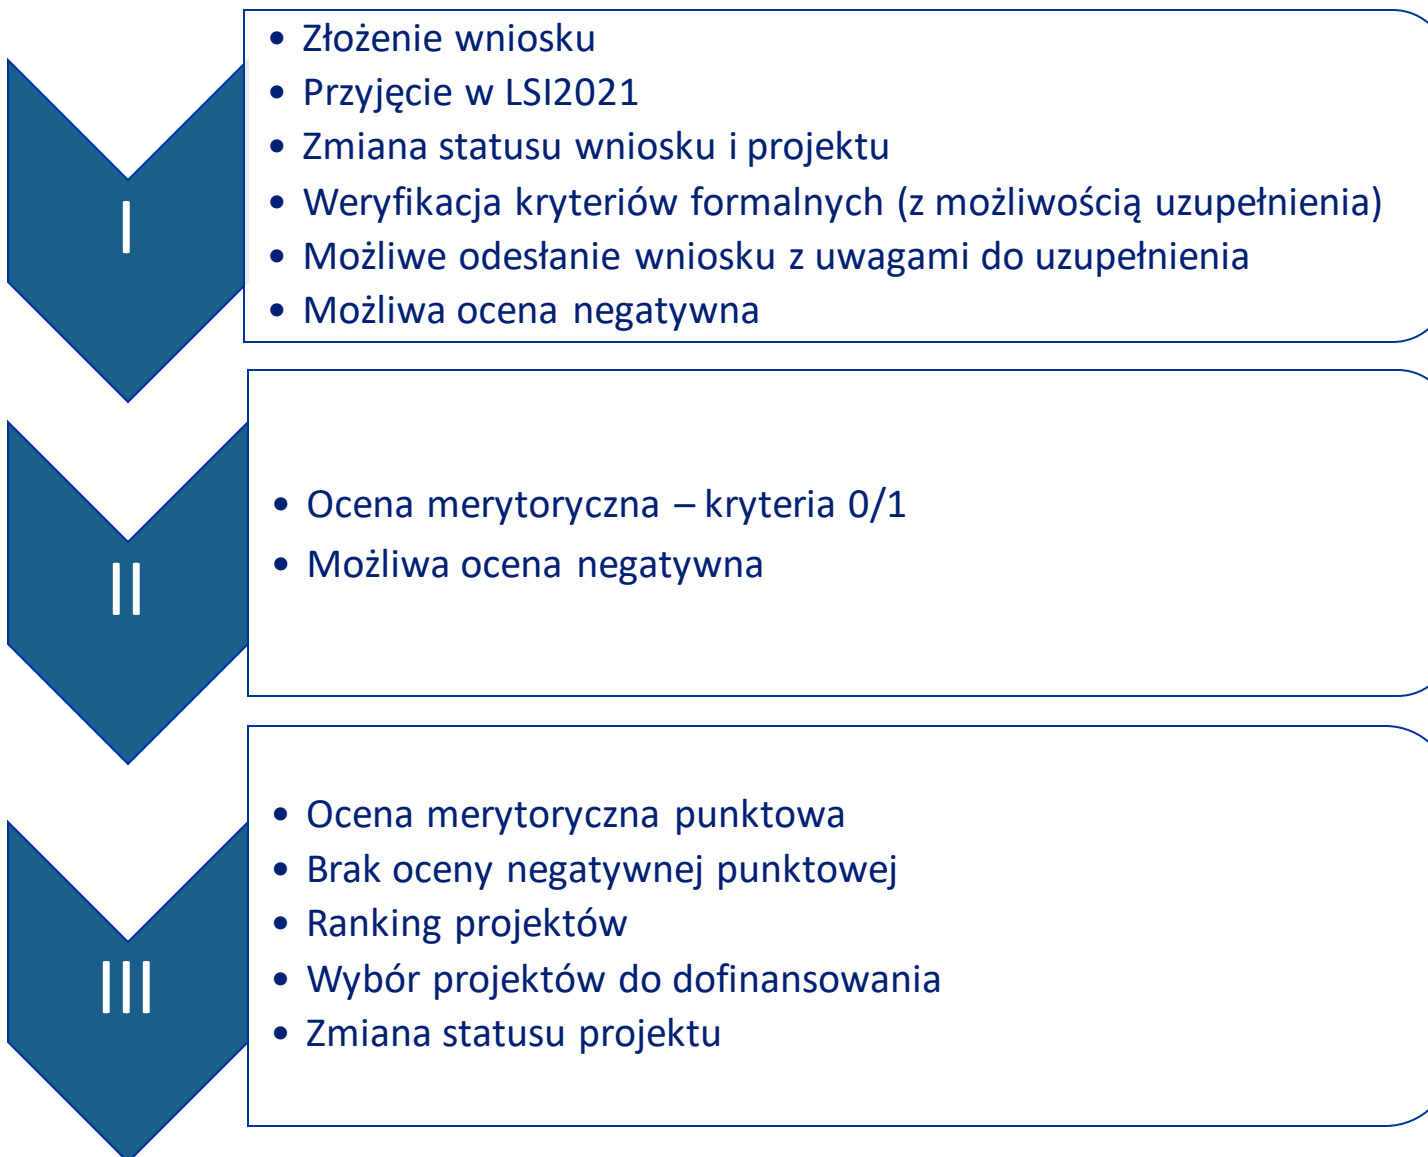 I
• Złożenie wniosku
• Przyjęcie w LSI2021
• Zmiana statusu wniosku i projektu
• Weryfikacja kryteriów formalnych (z możliwością uzupełnienia)
• Możliwe odesłanie wniosku z uwagami do uzupełnienia
• Możliwa ocena negatywna
II
• Ocena merytoryczna – kryteria 0/1
• Możliwa ocena negatywna
III
• Ocena merytoryczna punktowa
• Brak oceny negatywnej punktowej
• Ranking projektów
• Wybór projektów do dofinansowania
• Zmiana statusu projektu